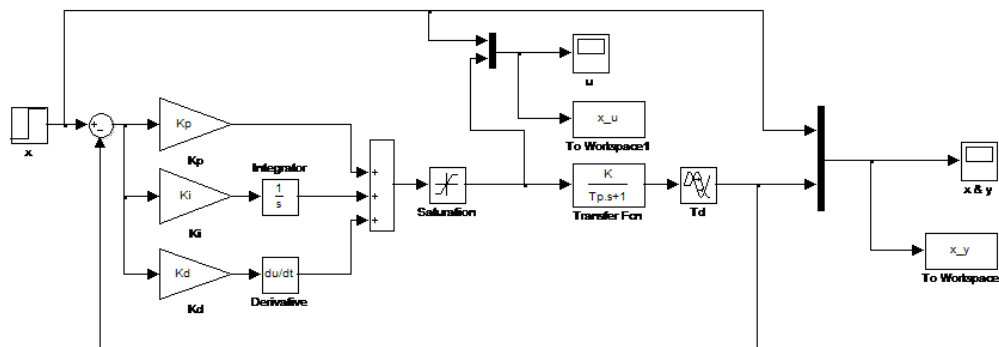 u
x_u
To Workspace1
x
+
-
Kp
Kp
Integrator
Ki
1
s
Ki
+
+
+
Saturation
K
Tp.s+1
Transfer Fcn
Td
Kd
du/dt
Derivative
Kd
x & y
x_y
To Workspace